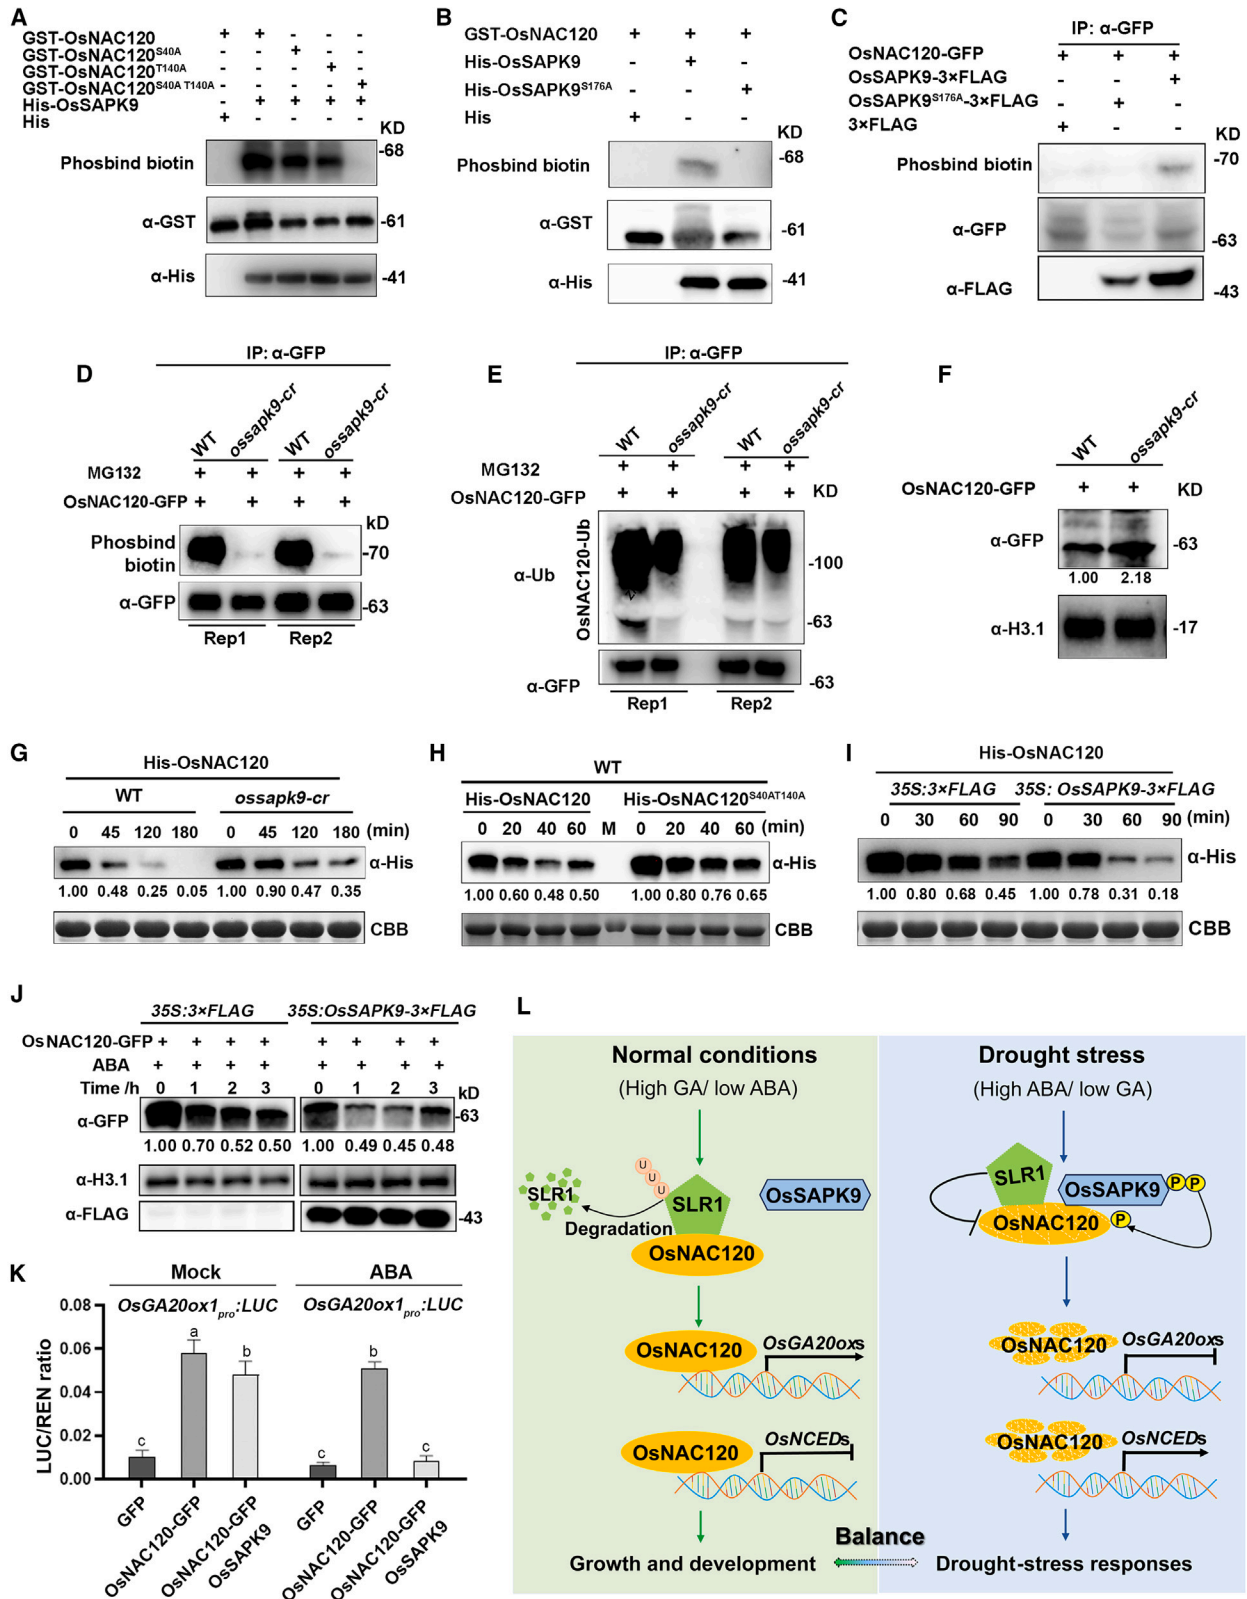 A
GST-OsNAC120 + + - - -
GST-OsNAC120^S40A - - + - -
GST-OsNAC120^T140A - - - + -
GST-OsNAC120^S40A T140A - - - - +
His-OsSAPK9 - + + + +
His + - - - -
KD
Phosbind biotin -68
α-GST -61
α-His -41
B
GST-OsNAC120 + + +
His-OsSAPK9 - + -
His-OsSAPK9^S176A - - +
His + - -
KD
Phosbind biotin -68
α-GST -61
α-His -41
C
IP: α-GFP
OsNAC120-GFP + + +
OsSAPK9-3×FLAG - - +
OsSAPK9^S176A-3×FLAG - + -
3×FLAG + - -
KD
Phosbind biotin -70
α-GFP -63
α-FLAG -43
D
IP: α-GFP
WT ossapk9-cr WT ossapk9-cr
MG132 + + + +
OsNAC120-GFP + + + +
kD
Phosbind biotin -70
α-GFP -63
Rep1 Rep2
E
IP: α-GFP
WT ossapk9-cr WT ossapk9-cr
MG132 + + + +
OsNAC120-GFP + + + + KD
OsNAC120-Ub
α-Ub -100
-63
α-GFP -63
Rep1 Rep2
F
WT ossapk9-cr
OsNAC120-GFP + + KD
α-GFP -63
1.00 2.18
α-H3.1 -17
G
His-OsNAC120
WT ossapk9-cr
0 45 120 180 0 45 120 180 (min)
α-His
1.00 0.48 0.25 0.05 1.00 0.90 0.47 0.35
CBB
H
WT
His-OsNAC120 His-OsNAC120^S40AT140A
0 20 40 60 M 0 20 40 60 (min)
α-His
1.00 0.60 0.48 0.50 1.00 0.80 0.76 0.65
CBB
I
His-OsNAC120
35S:3×FLAG 35S: OsSAPK9-3×FLAG
0 30 60 90 0 30 60 90 (min)
α-His
1.00 0.80 0.68 0.45 1.00 0.78 0.31 0.18
CBB
J
35S:3×FLAG 35S:OsSAPK9-3×FLAG
OsNAC120-GFP + + + + + + + +
ABA + + + + + + + +
Time /h 0 1 2 3 0 1 2 3 kD
α-GFP -63
1.00 0.70 0.52 0.50 1.00 0.49 0.45 0.48
α-H3.1
α-FLAG -43
K
Mock ABA
OsGA20ox1pro:LUC OsGA20ox1pro:LUC
LUC/REN ratio
0.08
0.06
0.04
0.02
0.00
c a b c b c
GFP
OsNAC120-GFP
OsNAC120-GFP
OsSAPK9
GFP
OsNAC120-GFP
OsNAC120-GFP
OsSAPK9
L
Normal conditions
(High GA/ low ABA)
SLR1
U U U
SLR1
Degradation
OsSAPK9
OsNAC120
OsNAC120
OsGA20oxs
OsNAC120
OsNCEDs
Growth and development
Balance
Drought stress
(High ABA/ low GA)
SLR1
OsSAPK9
P P
OsNAC120
P
OsNAC120
OsGA20oxs
OsNAC120
OsNCEDs
Drought-stress responses